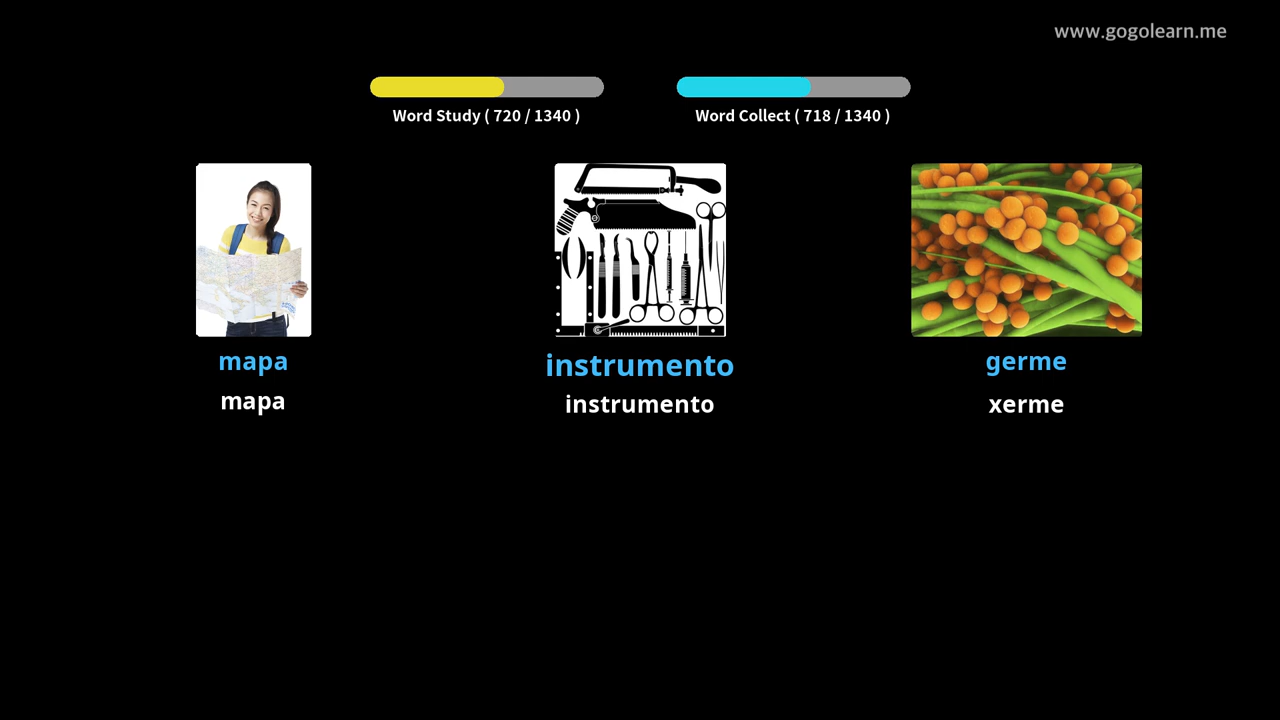 www.gogolearn.me
Word Study ( 720 / 1340 )
Word Collect ( 718 / 1340 )
mapa
mapa
instrumento
instrumento
germe
xerme